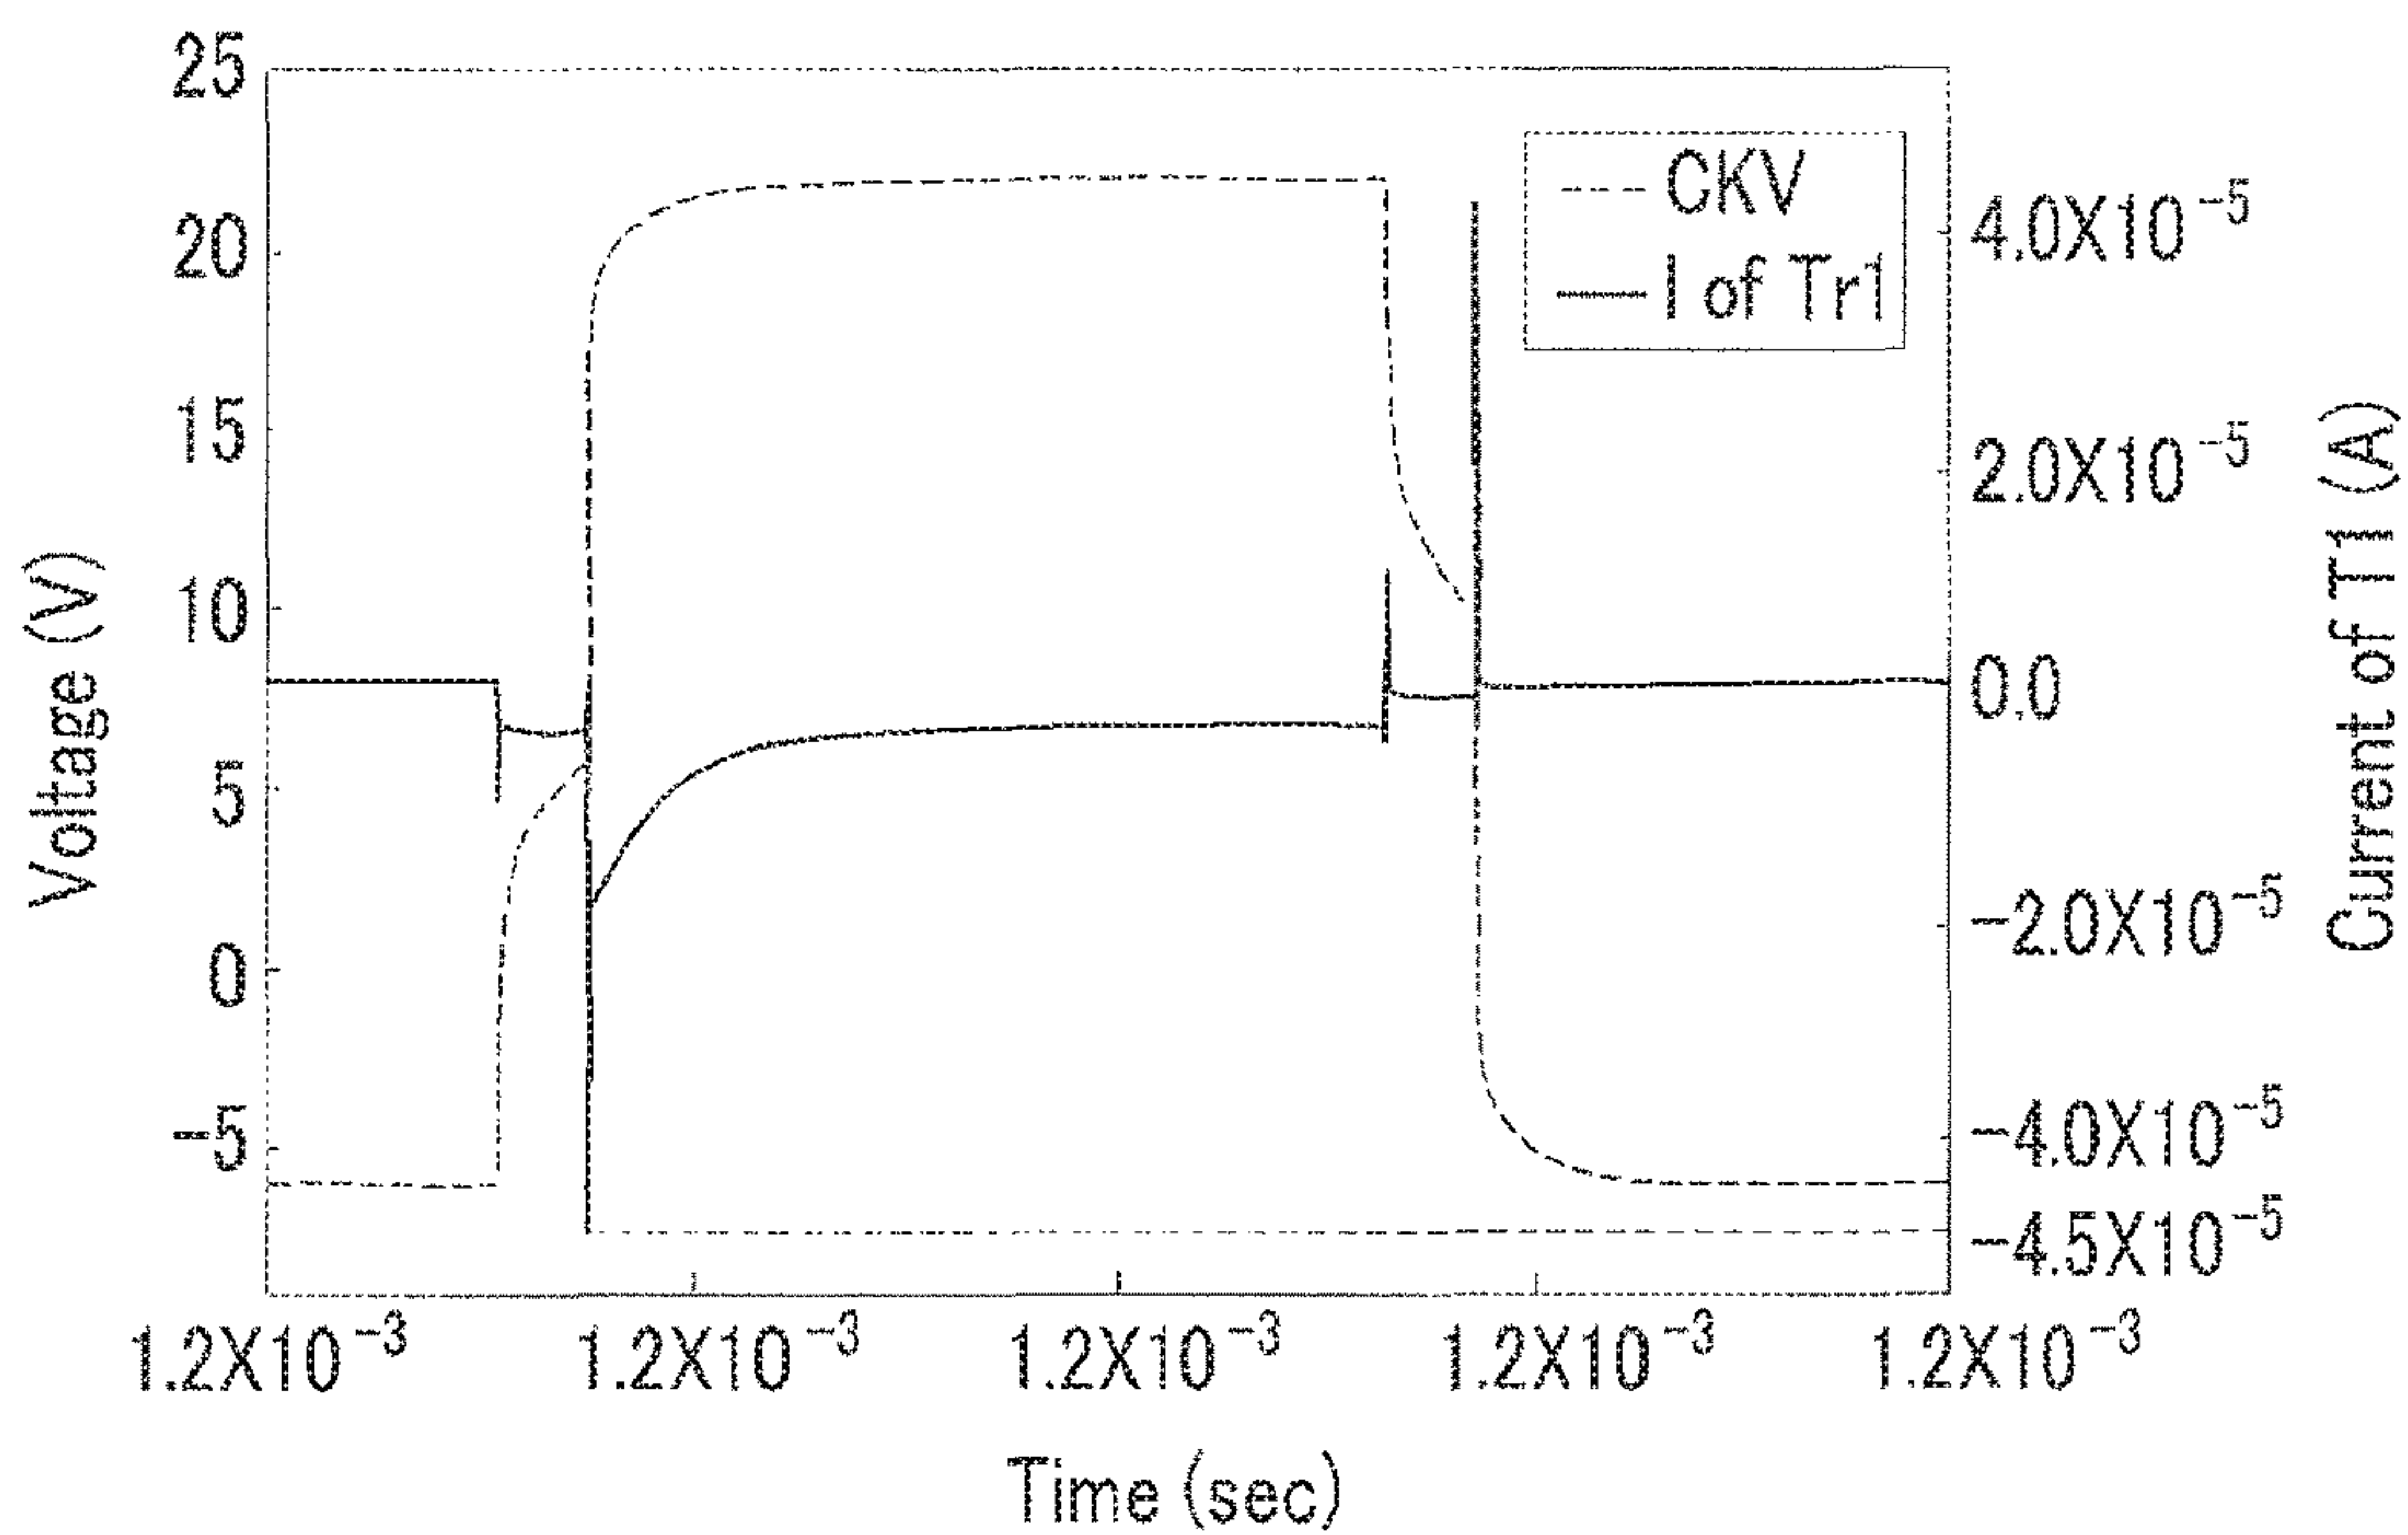 25
20
15
10
5
0
-5
Voltage (V)
CKV
I of Tr1
4.0X10⁻⁵
2.0X10⁻⁵
0.0
-2.0X10⁻⁵
-4.0X10⁻⁵
-4.5X10⁻⁵
Current of T1 (A)
1.2X10⁻³ 1.2X10⁻³ 1.2X10⁻³ 1.2X10⁻³ 1.2X10⁻³
Time (sec)